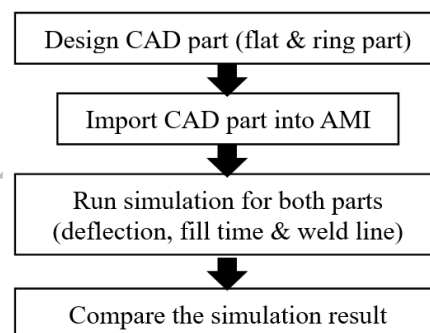 Design CAD part (flat & ring part)
Import CAD part into AMI
Run simulation for both parts
(deflection, fill time & weld line)
Compare the simulation result